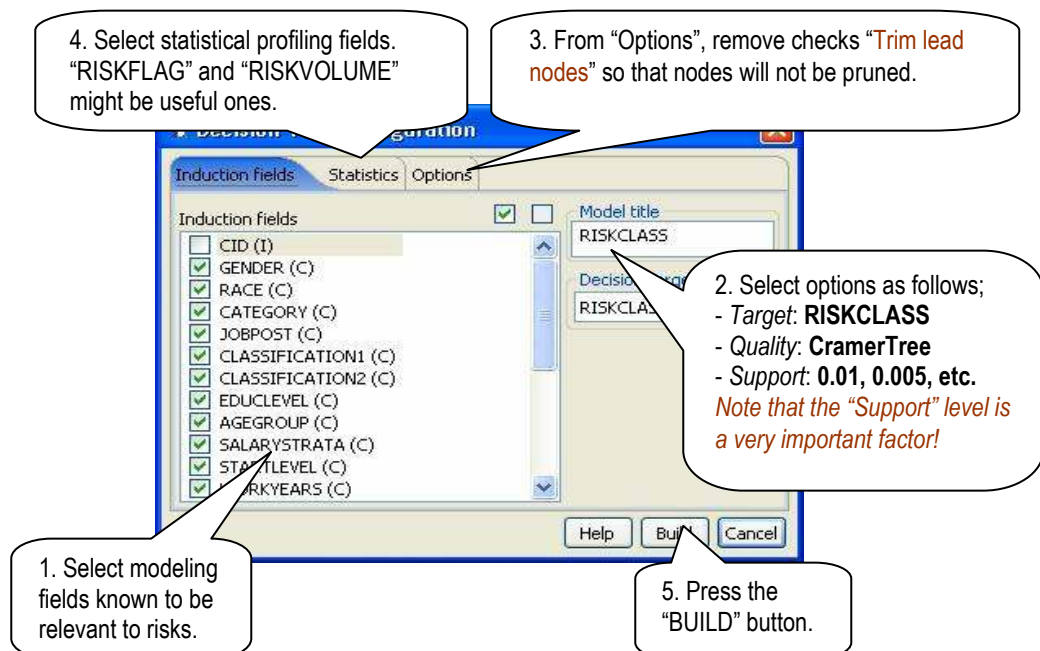 4. Select statistical profiling fields.
“RISKFLAG” and “RISKVOLUME”
might be useful ones.
3. From “Options”, remove checks “Trim lead
nodes” so that nodes will not be pruned.
Induction fields Statistics Options
Induction fields
CID (I)
GENDER (C)
RACE (C)
CATEGORY (C)
JOBPOST (C)
CLASSIFICATION1 (C)
CLASSIFICATION2 (C)
EDUCLEVEL (C)
AGEGROUP (C)
SALARYSTRATA (C)
(C)
(C)
Model title
RISKCLASS
2. Select options as follows;
- Target: RISKCLASS
- Quality: CramerTree
- Support: 0.01, 0.005, etc.
Note that the “Support” level is
a very important factor!
Help Cancel
1. Select modeling
fields known to be
relevant to risks.
5. Press the
“BUILD” button.